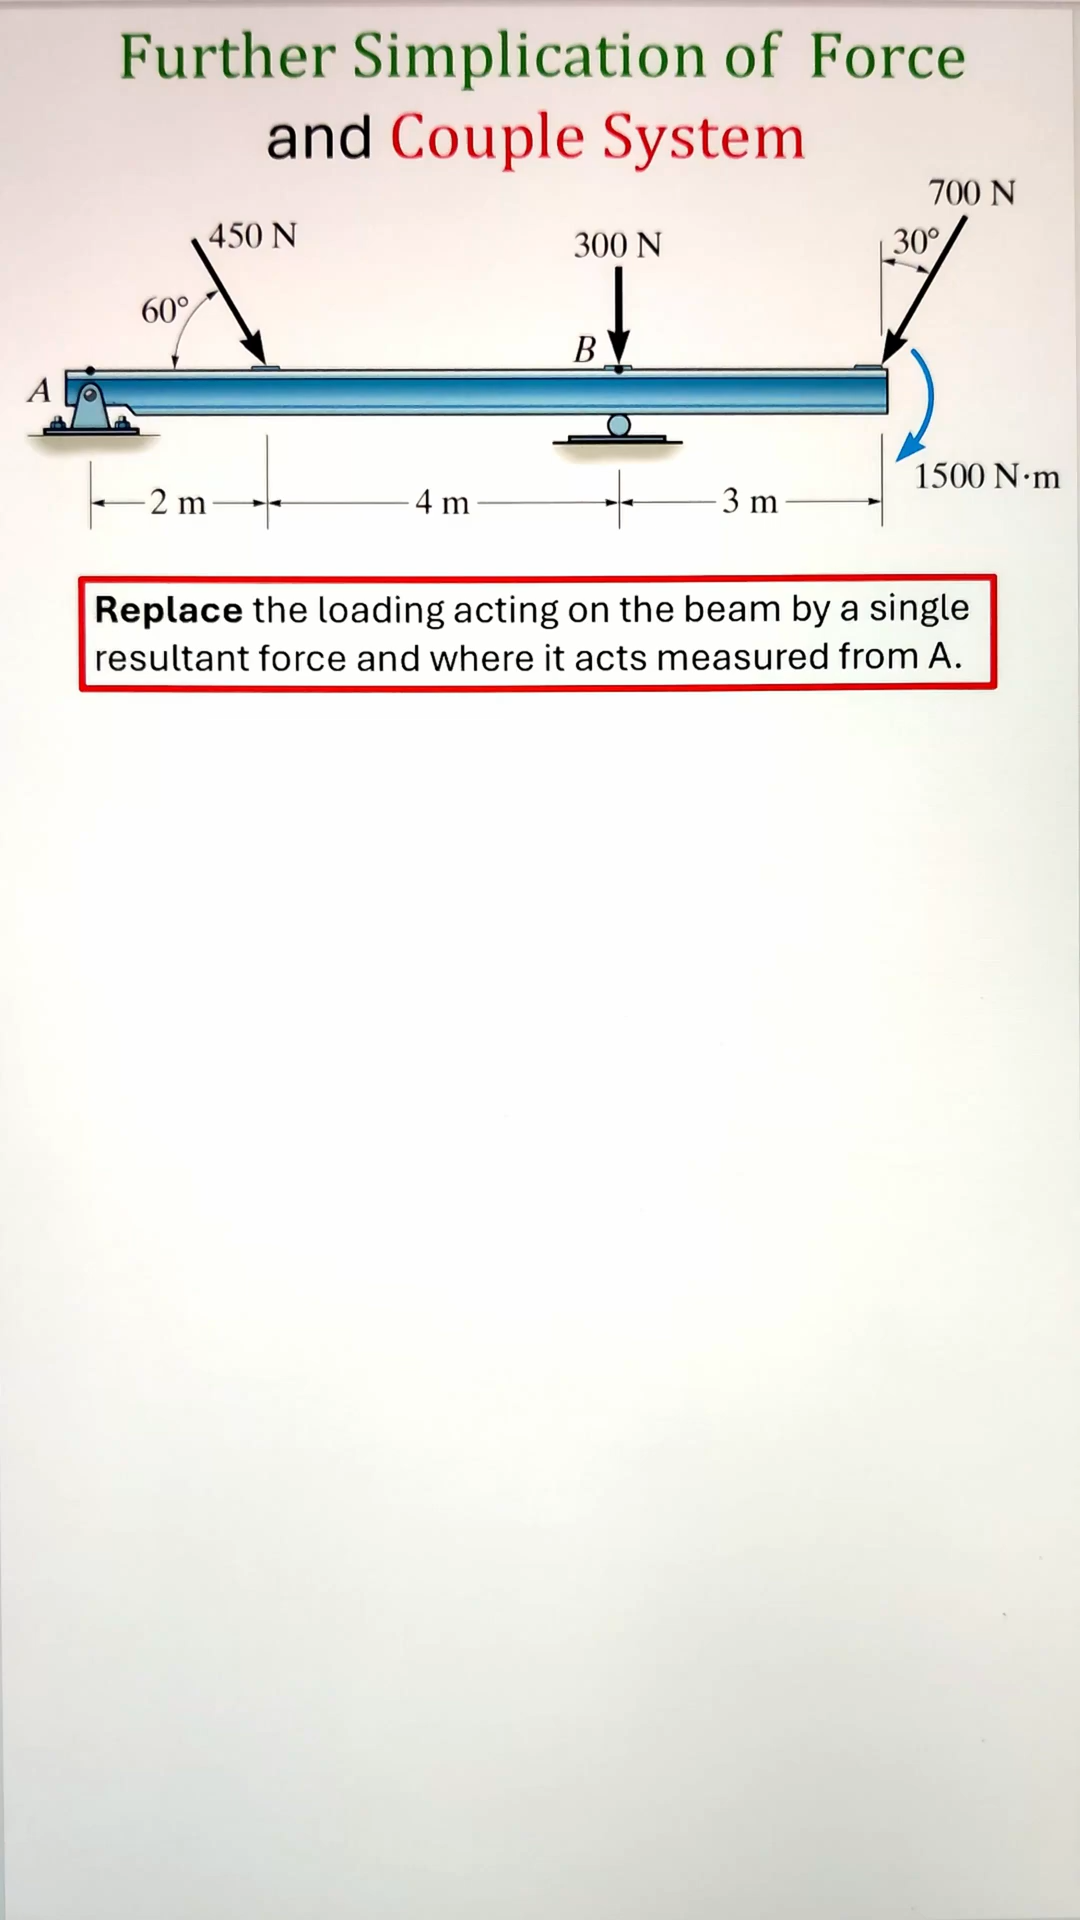 Further Simplication of Force
and Couple System
700 N
450 N
300 N
30°
60°
B
A
1500 N·m
2 m
4 m
3 m
Replace the loading acting on the beam by a single
resultant force and where it acts measured from A.